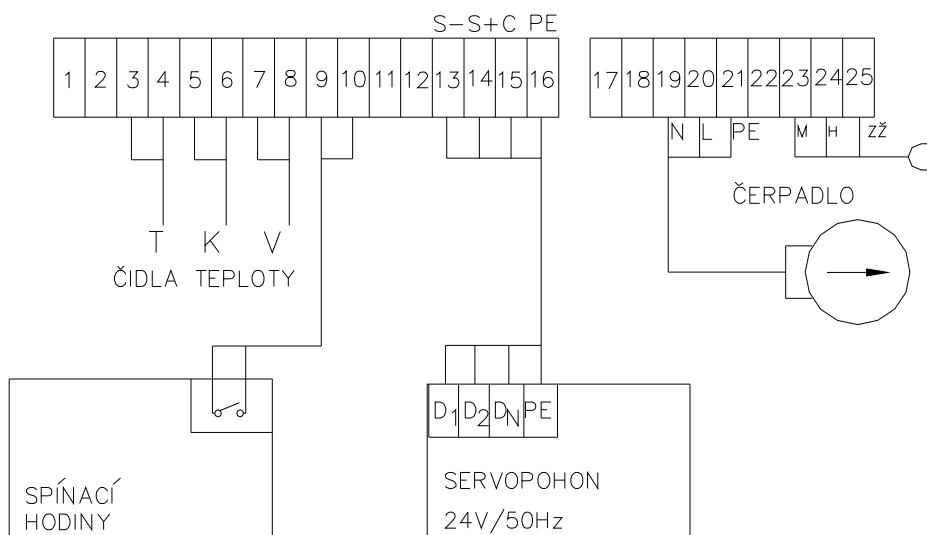 S- S+ C PE
1 2 3 4 5 6 7 8 9 10 11 12 13 14 15 16 17 18 19 20 21 22 23 24 25
N L PE M H ZŽ
ČERPADLO
T K V
ČIDLA TEPLOTY
D1 D2 DN PE
SERVOPOHON
24V/50Hz
SPÍNACÍ
HODINY